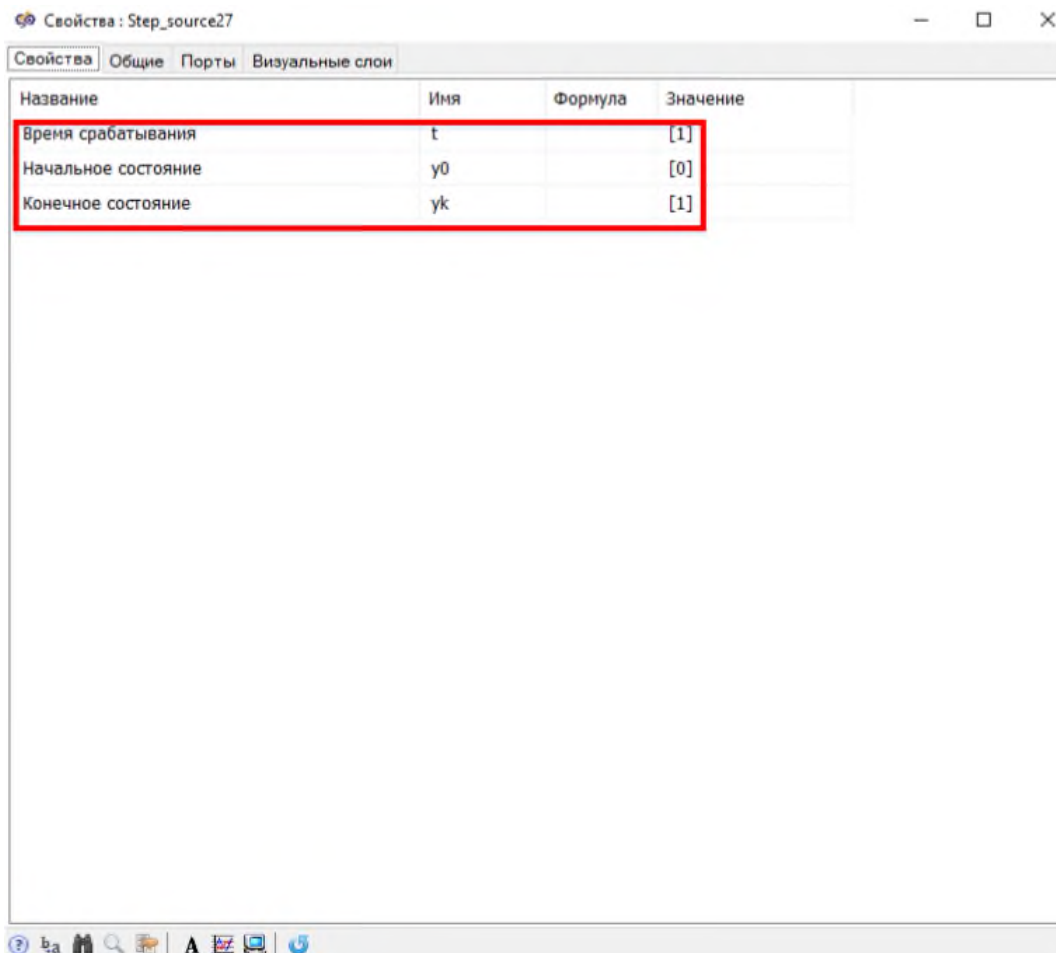 Свойства : Step_source27
Свойства Общие Порты Визуальные слои
Название Имя Формула Значение
Время срабатывания t [1]
Начальное состояние y0 [0]
Конечное состояние yk [1]